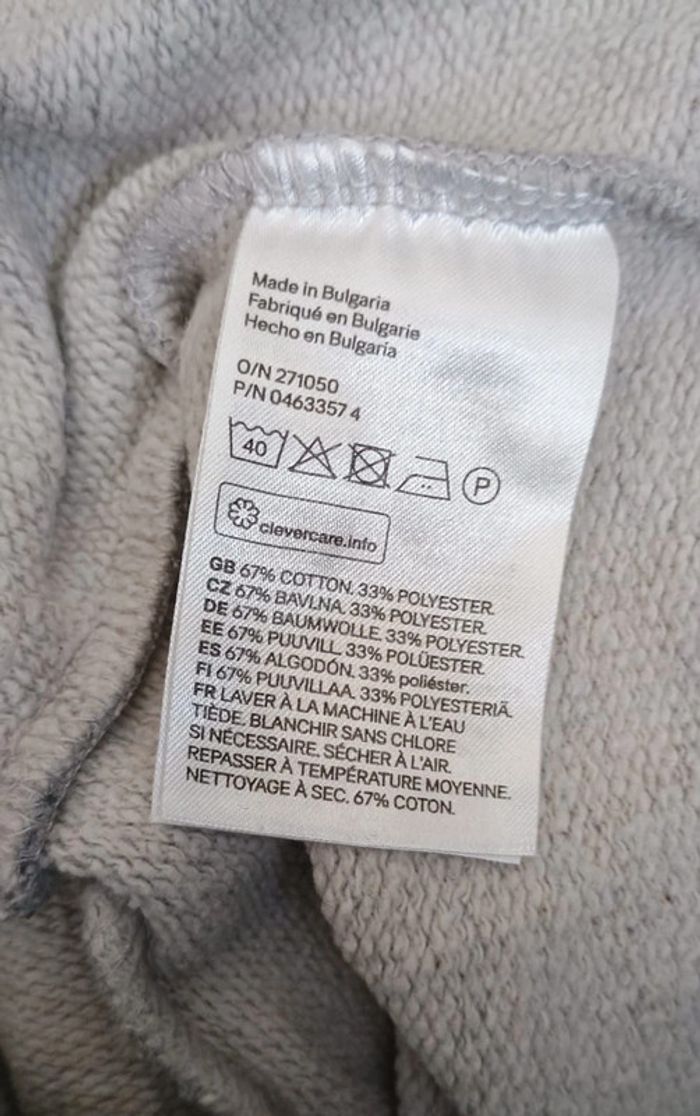 Made in Bulgaria
Fabriqué en Bulgarie
Hecho en Bulgaría
O/N 271050
P/N 0463357 4
40
P
clevercare.info
GB 67% COTTON. 33% POLYESTER.
CZ 67% BAVLNA. 33% POLYESTER.
DE 67% BAUMWOLLE. 33% POLYESTER.
EE 67% PUUVILL. 33% POLÜESTER.
ES 67% ALGODÓN. 33% poliéster.
FI 67% PUUVILLAA. 33% POLYESTERIÄ.
FR LAVER À LA MACHINE À L'EAU
TIÈDE. BLANCHIR SANS CHLORE
SI NÉCESSAIRE. SÉCHER À L'AIR.
REPASSER À TEMPÉRATURE MOYENNE.
NETTOYAGE À SEC. 67% COTON.